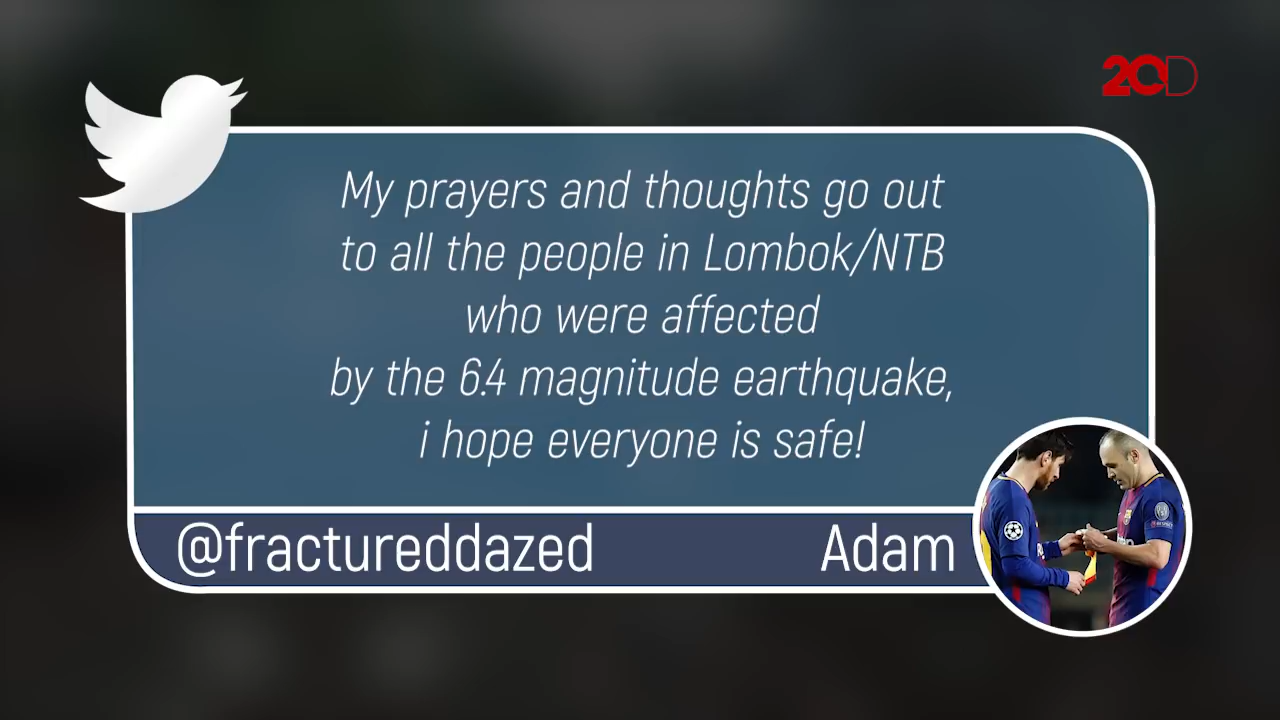 20D
My prayers and thoughts go out
to all the people in Lombok/NTB
who were affected
by the 6.4 magnitude earthquake,
i hope everyone is safe!
@fractureddazed
Adam